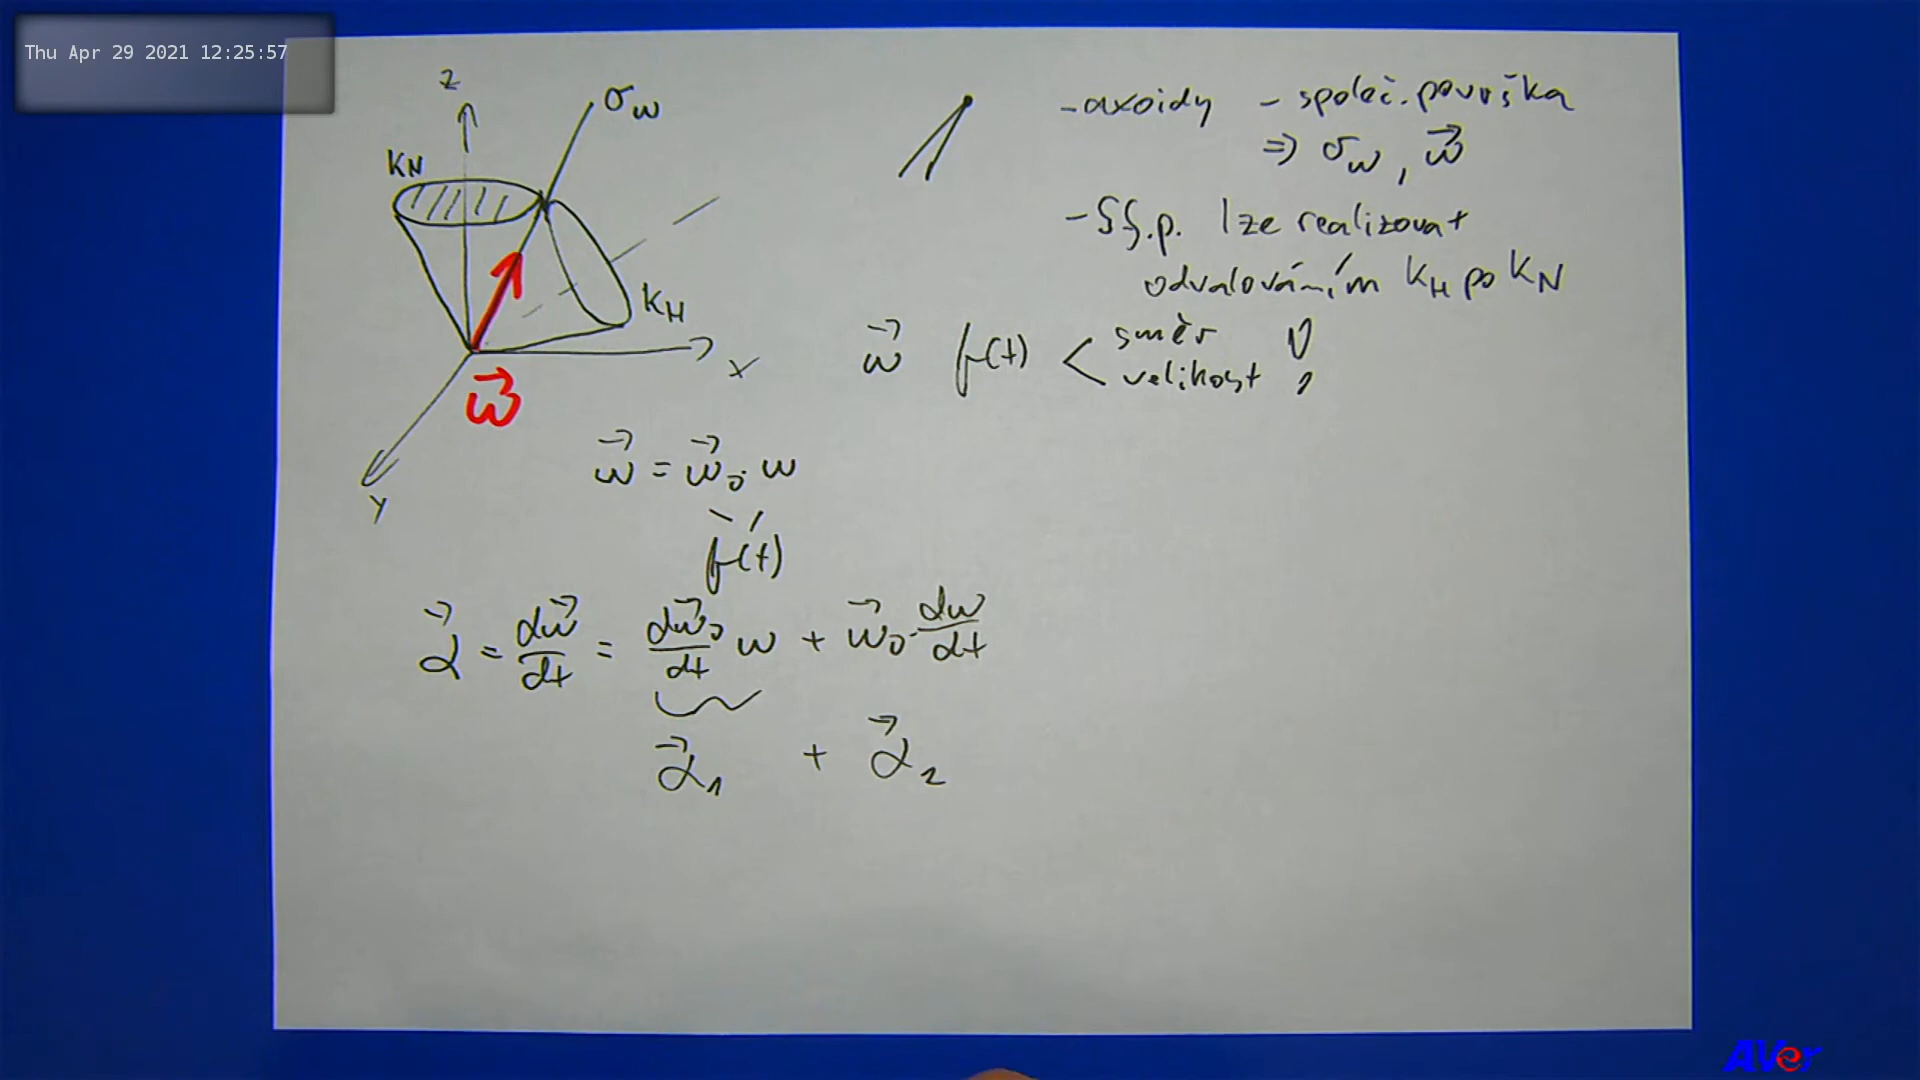 Thu Apr 29 2021 12:25:57
z
σω
kN
kH
x
y
ω⃗
- axoidy - společ. površka
⇒ σω, ω⃗
- Sf.p. lze realizovat
odvalováním kH po kN
ω⃗ f(t) < směr
velikost
ω⃗ = ω⃗₀ · ω
f(t)
α⃗ = dω⃗/dt = dω⃗₀/dt ω + ω⃗₀ · dω/dt
α⃗₁ + α⃗₂
AVer